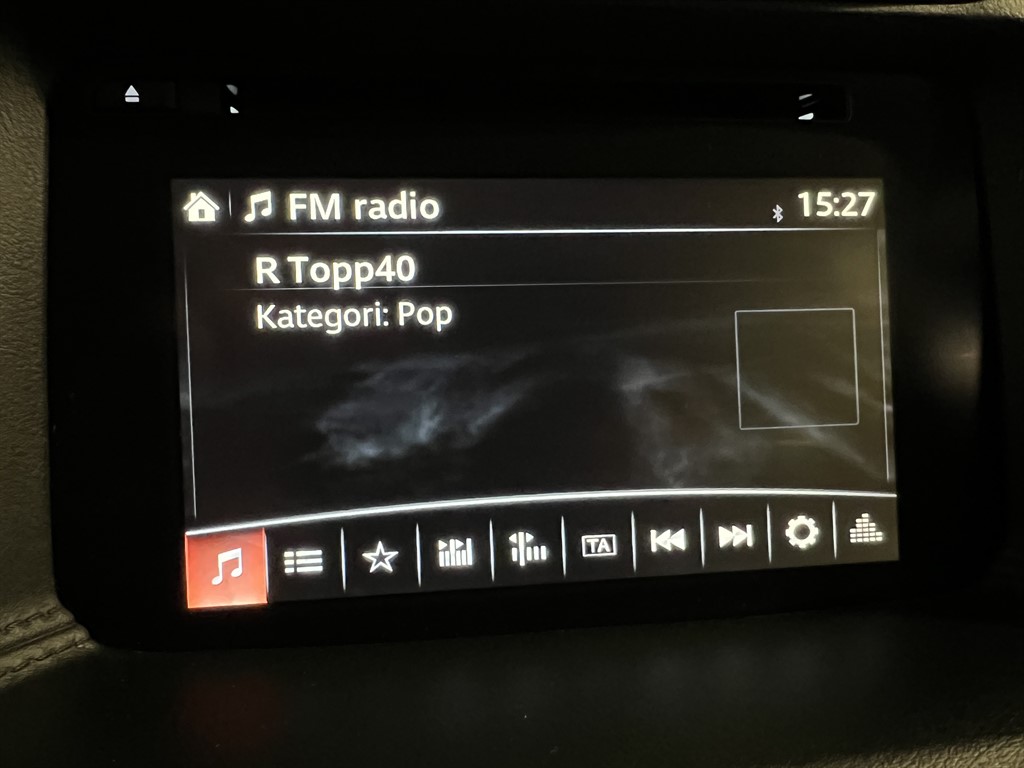 FM radio
15:27
R Topp40
Kategori: Pop
TA